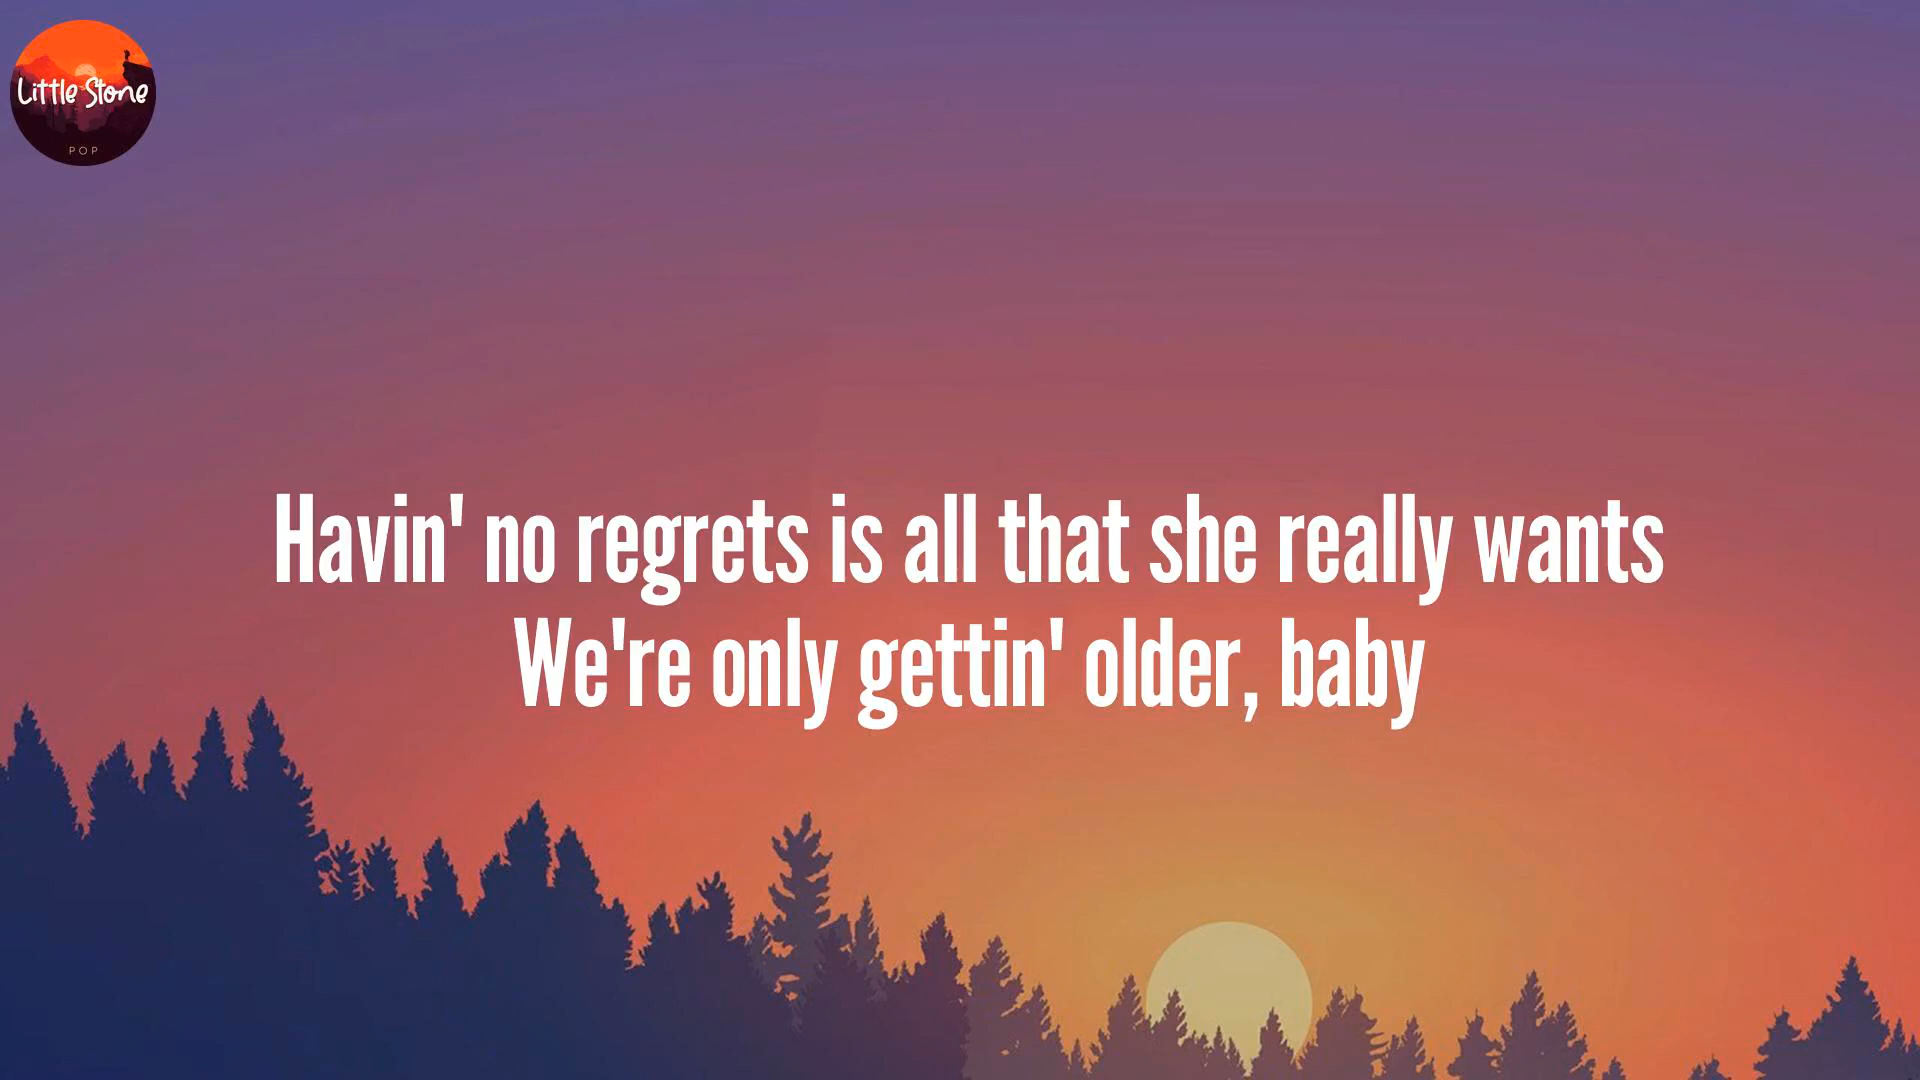 Little Stone
POP
Havin' no regrets is all that she really wants
We're only gettin' older, baby